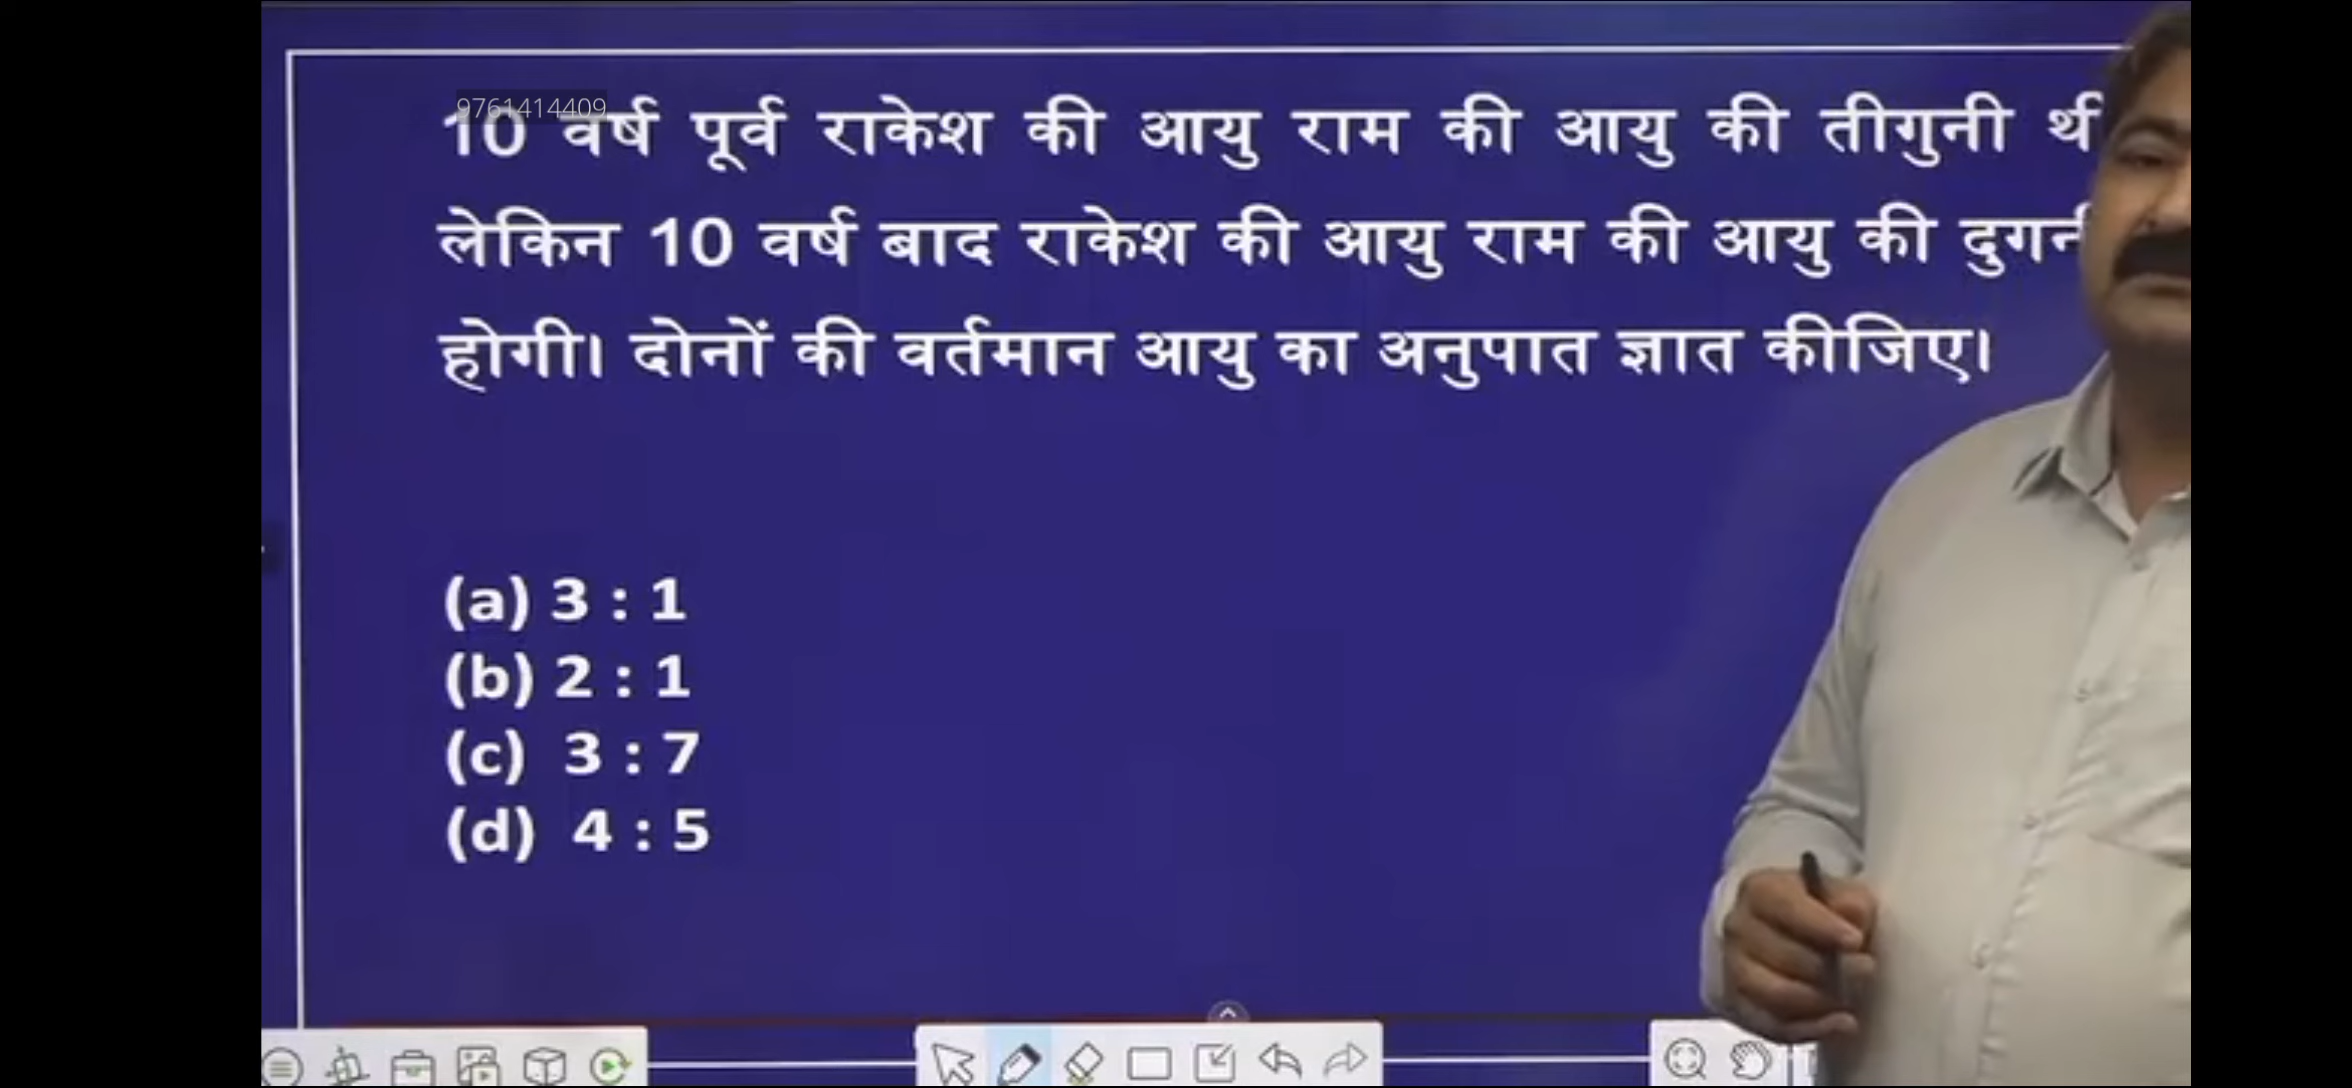 9761414409
10 वर्ष पूर्व राकेश की आयु राम की आयु की तीगुनी
लेकिन 10 वर्ष बाद राकेश की आयु राम की आयु की
होगी। दोनों की वर्तमान आयु का अनुपात ज्ञात कीजिए।
(a) 3 : 1
(b) 2 : 1
(c) 3 : 7
(d) 4 : 5